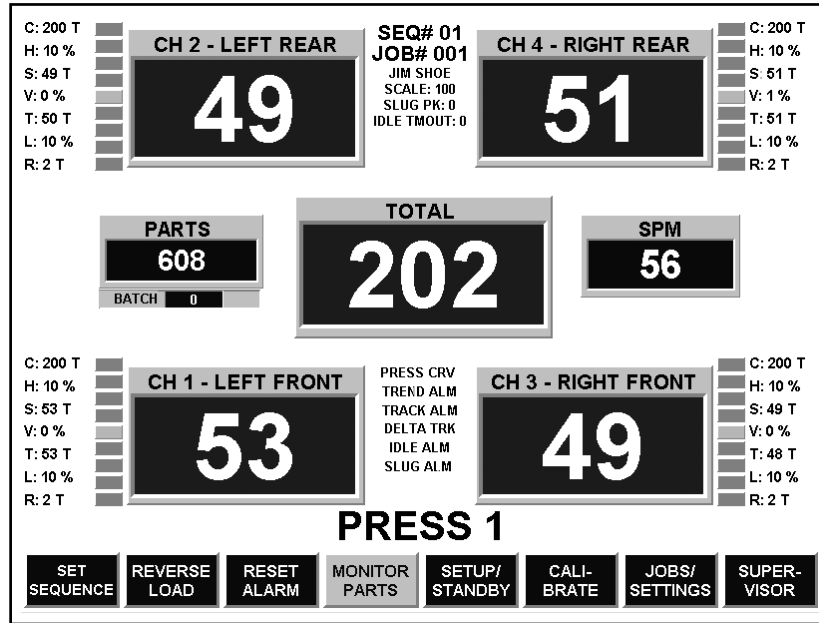 C: 200 T
H: 10 %
S: 49 T
V: 0 %
T: 50 T
L: 10 %
R: 2 T
CH 2 - LEFT REAR
49
SEQ# 01
JOB# 001
JIM SHOE
SCALE: 100
SLUG PK: 0
IDLE TMOUT: 0
CH 4 - RIGHT REAR
51
C: 200 T
H: 10 %
S: 51 T
V: 1 %
T: 51 T
L: 10 %
R: 2 T
PARTS
608
BATCH 0
TOTAL
202
SPM
56
C: 200 T
H: 10 %
S: 53 T
V: 0 %
T: 53 T
L: 10 %
R: 2 T
CH 1 - LEFT FRONT
53
PRESS CRV
TREND ALM
TRACK ALM
DELTA TRK
IDLE ALM
SLUG ALM
CH 3 - RIGHT FRONT
49
C: 200 T
H: 10 %
S: 49 T
V: 0 %
T: 48 T
L: 10 %
R: 2 T
PRESS 1
SET
SEQUENCE
REVERSE
LOAD
RESET
ALARM
MONITOR
PARTS
SETUP/
STANDBY
CALI-
BRATE
JOBS/
SETTINGS
SUPER-
VISOR